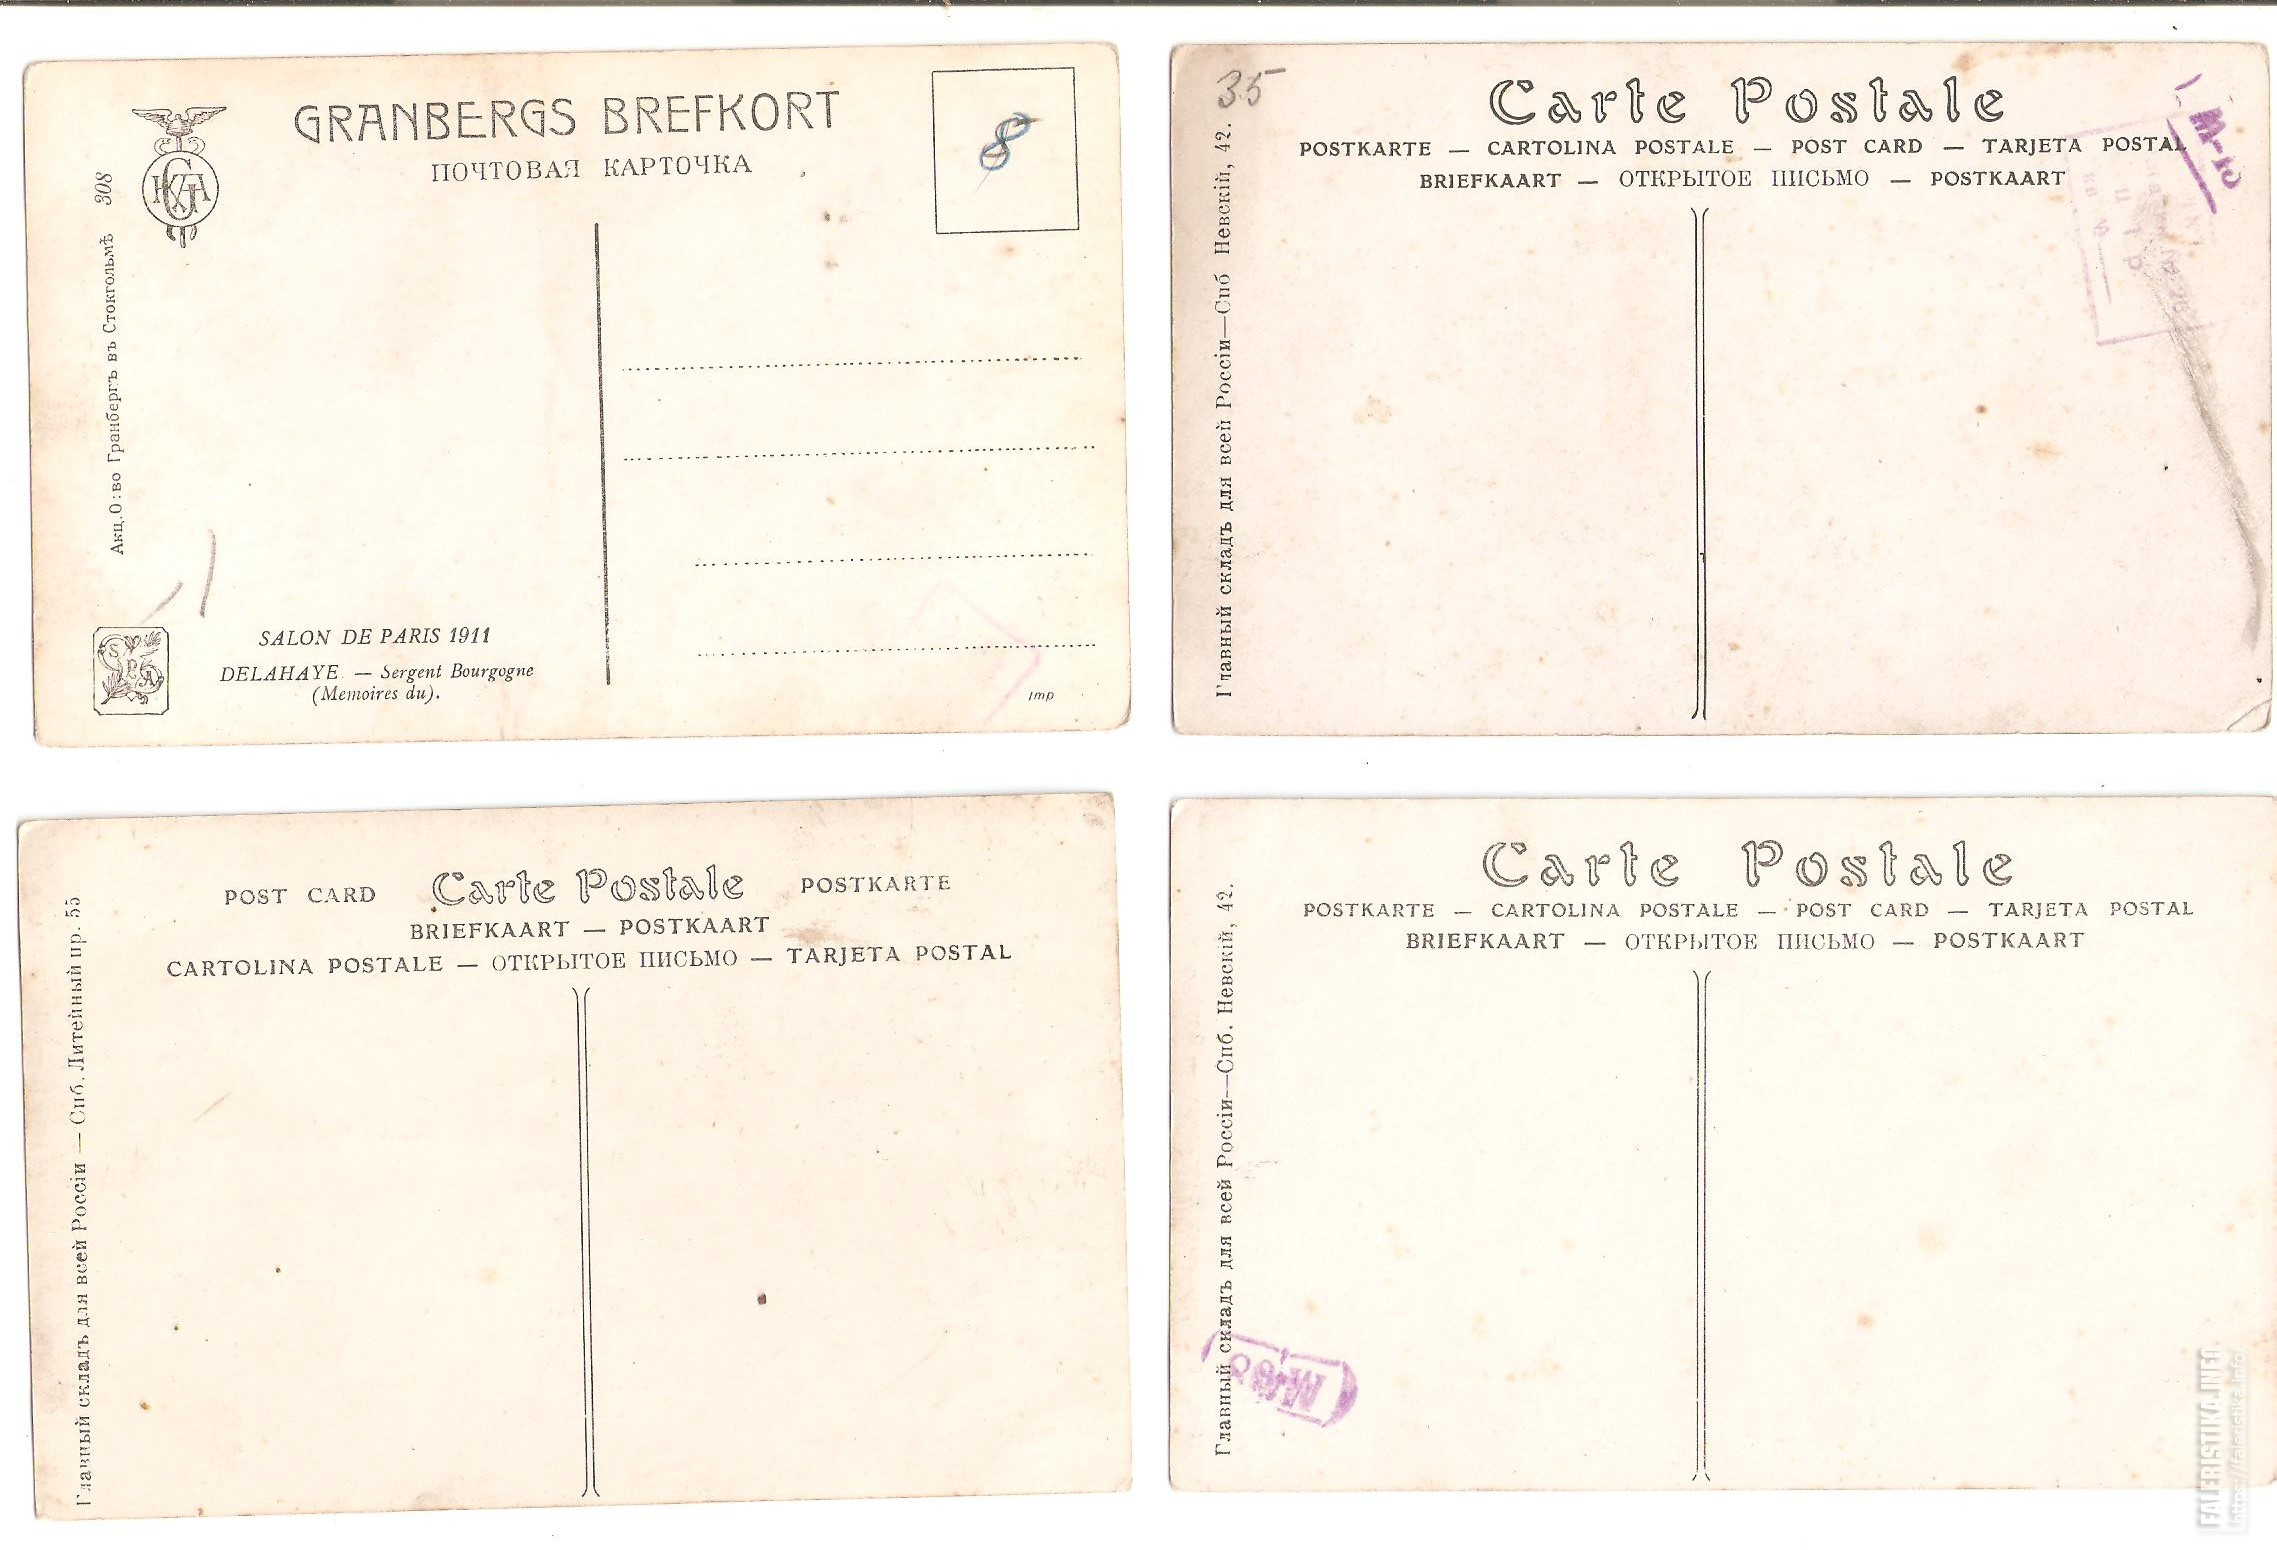 GRANBERGS BREFKORT
ПОЧТОВАЯ КАРТОЧКА
8
308
Акц. О:во Гранбергъ въ Стокгольмѣ
SALON DE PARIS 1911
DELAHAYE — Sergent Bourgogne
(Memoires du).
Imp
35
Carte Postale
POSTKARTE — CARTOLINA POSTALE — POST CARD — TARJETA POSTAL
BRIEFKAART — ОТКРЫТОЕ ПИСЬМО — POSTKAART
Главный складъ для всей Россіи—Спб Невскій, 42.
POST CARD Carte Postale POSTKARTE
BRIEFKAART — POSTKAART
CARTOLINA POSTALE — ОТКРЫТОЕ ПИСЬМО — TARJETA POSTAL
Главный складъ для всей Россіи — Спб. Литейный пр. 55
Carte Postale
POSTKARTE — CARTOLINA POSTALE — POST CARD — TARJETA POSTAL
BRIEFKAART — ОТКРЫТОЕ ПИСЬМО — POSTKAART
Главный складъ для всей Россіи—Спб. Невскій, 42.
FALERISTIKA.INFO
https://faleristika.info